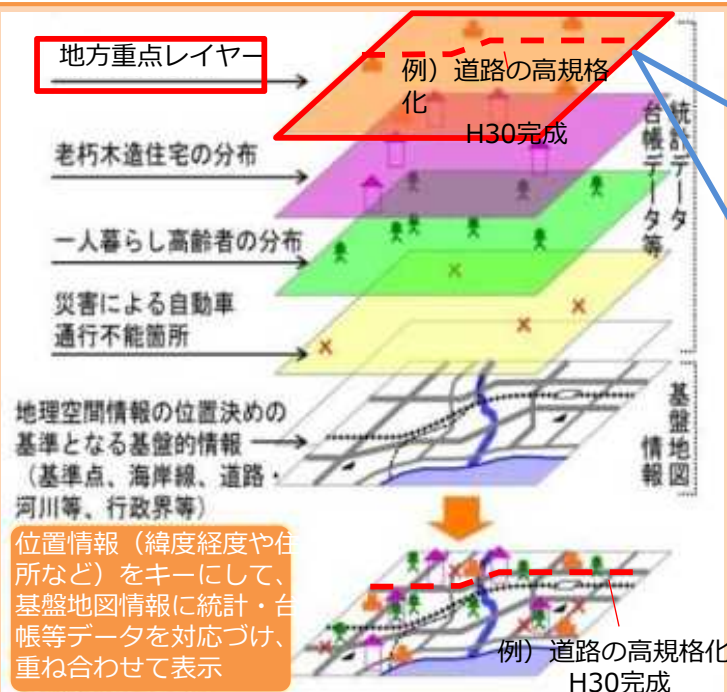 地方重点レイヤー
例）道路の高規格
化
H30完成
老朽木造住宅の分布
一人暮らし高齢者の分布
災害による自動車
通行不能箇所
統計データ
台帳データ等
地理空間情報の位置決めの
基準となる基盤的情報
（基準点、海岸線、道路・
河川等、行政界等）
基盤地図
情報
位置情報（緯度経度や住
所など）をキーにして、
基盤地図情報に統計・台
帳等データを対応づけ、
重ね合わせて表示
例）道路の高規格化
H30完成